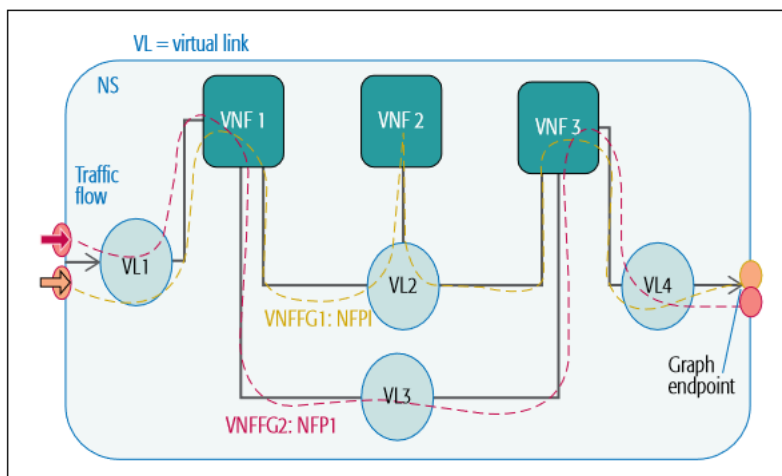 VL = virtual link
NS
VNF 1
VNF 2
VNF 3
Traffic
flow
VL1
VL2
VL4
VNFFG1: NFPI
Graph
endpoint
VL3
VNFFG2: NFP1